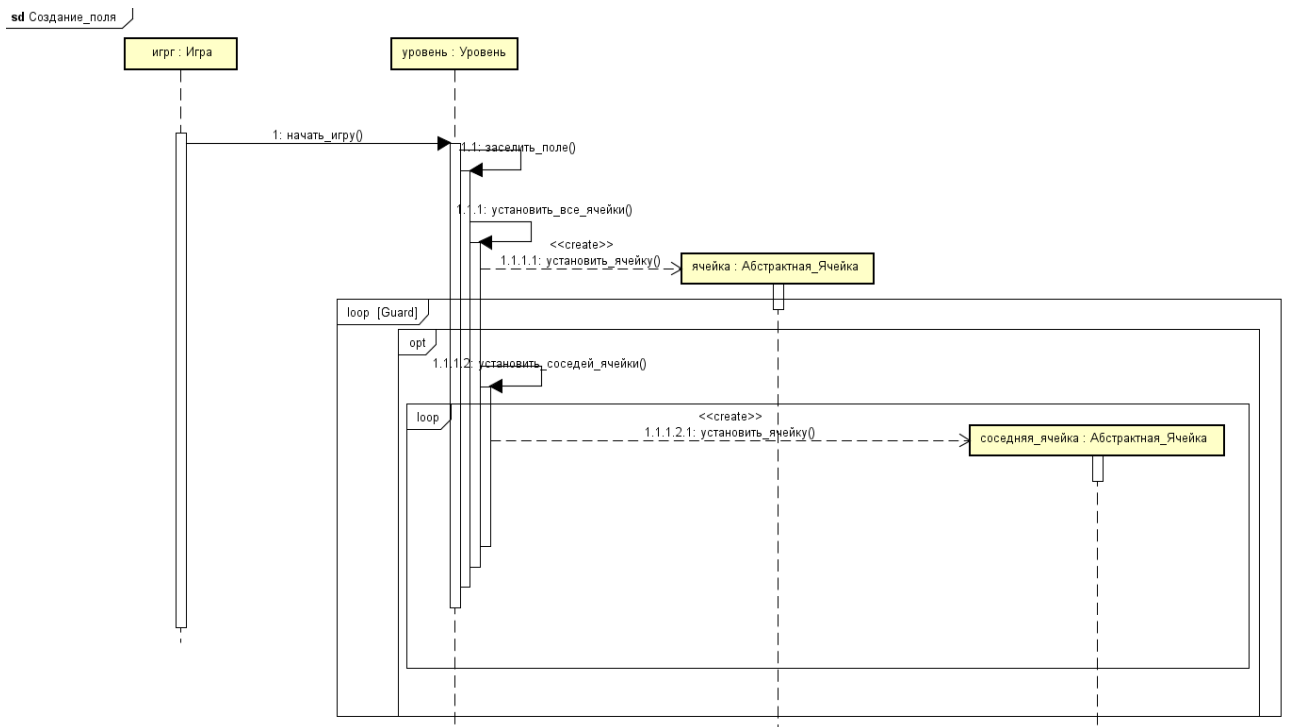 sd Создание_поля
игрг : Игра
уровень : Уровень
1: начать_игру()
1.1: заселить_поле()
1.1.1: установить_все_ячейки()
<<create>>
1.1.1.1: установить_ячейку()
ячейка : Абстрактная_Ячейка
loop [Guard]
opt
1.1.1.2: установить_соседей_ячейки()
loop
<<create>>
1.1.1.2.1: установить_ячейку()
соседняя_ячейка : Абстрактная_Ячейка